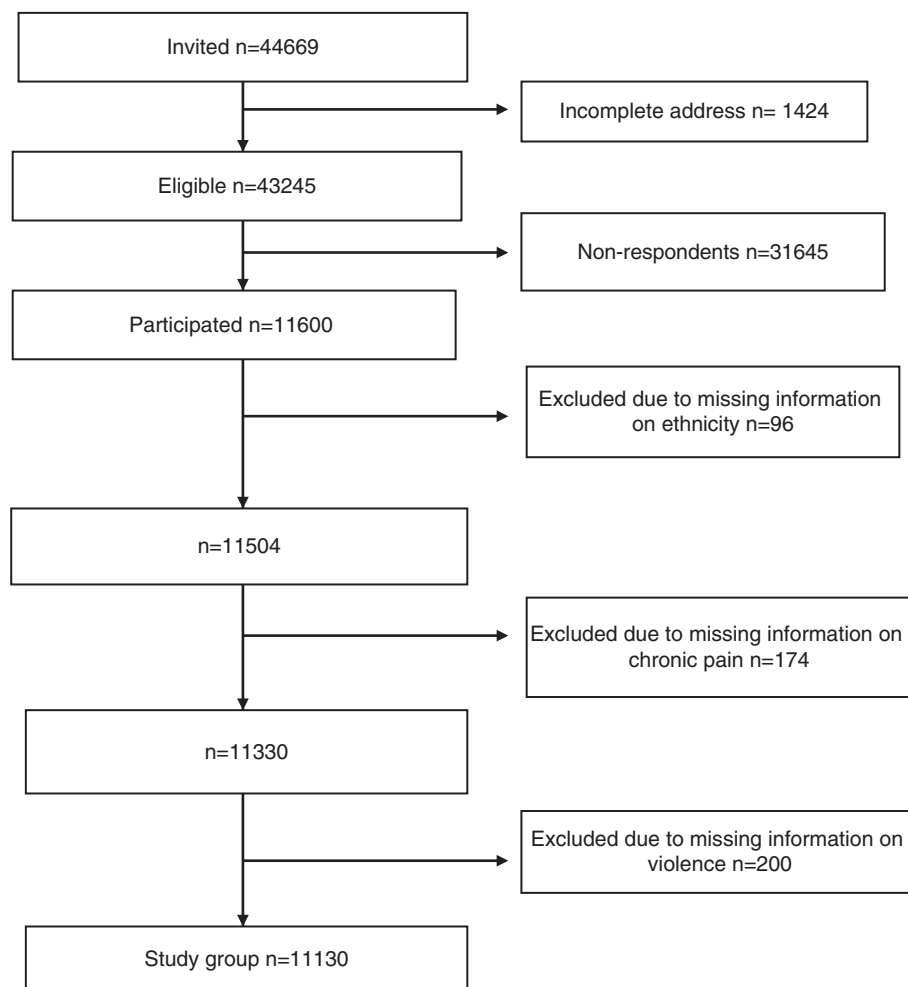 Invited n=44669
Incomplete address n= 1424
Eligible n=43245
Non-respondents n=31645
Participated n=11600
Excluded due to missing information
on ethnicity n=96
n=11504
Excluded due to missing information on
chronic pain n=174
n=11330
Excluded due to missing information on
violence n=200
Study group n=11130